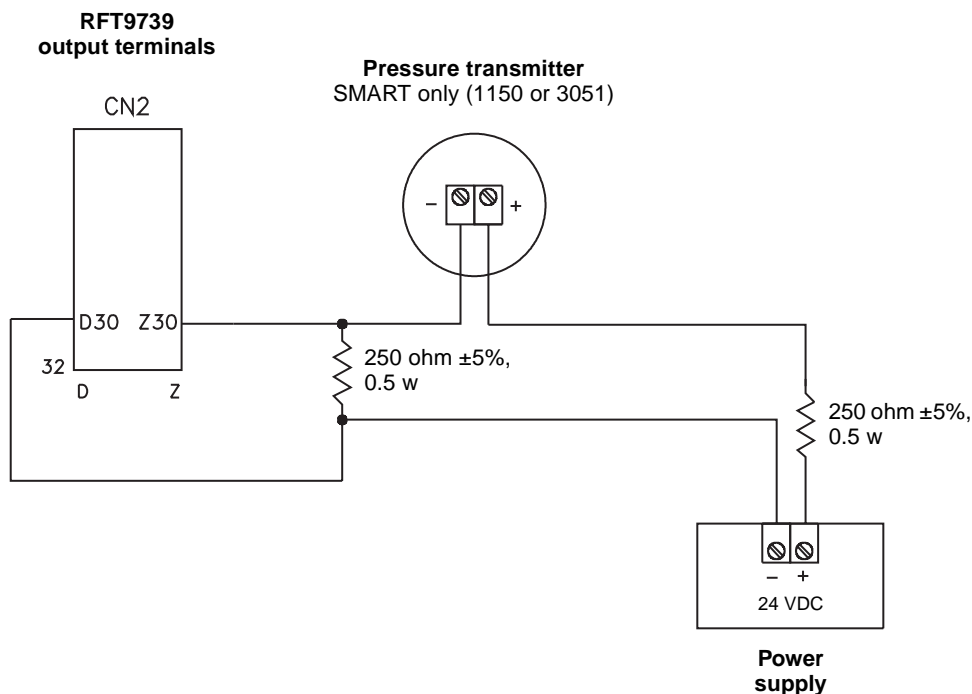 RFT9739
output terminals
CN2
Pressure transmitter
SMART only (1150 or 3051)
– +
D30 Z30
32
D Z
250 ohm ±5%,
0.5 w
250 ohm ±5%,
0.5 w
– +
24 VDC
Power
supply